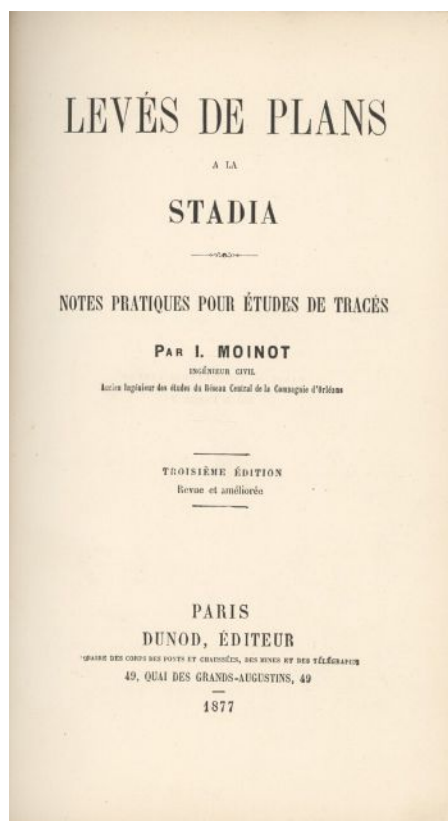 LEVÉS DE PLANS
A LA
STADIA
NOTES PRATIQUES POUR ÉTUDES DE TRACÉS
PAR I. MOINOT
INGÉNIEUR CIVIL
Ancien Ingénieur des études du Réseau Central de la Compagnie d'Orléans
TROISIÈME ÉDITION
Revue et améliorée
PARIS
DUNOD, ÉDITEUR
DES CORPS DES PONTS ET CHAUSSÉES, DES MINES ET DES TÉLÉGRAPHES
49, QUAI DES GRANDS-AUGUSTINS, 49
1877